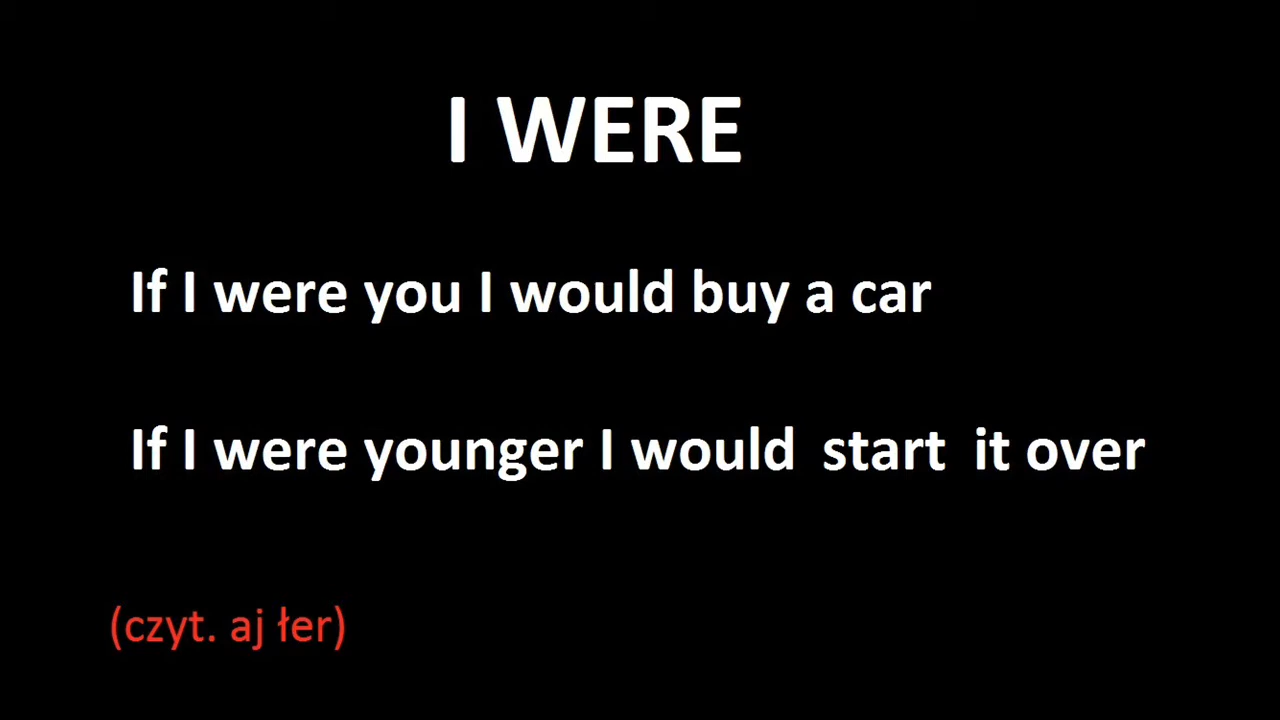 I WERE
If I were you I would buy a car
If I were younger I would start it over
(czyt. aj łer)